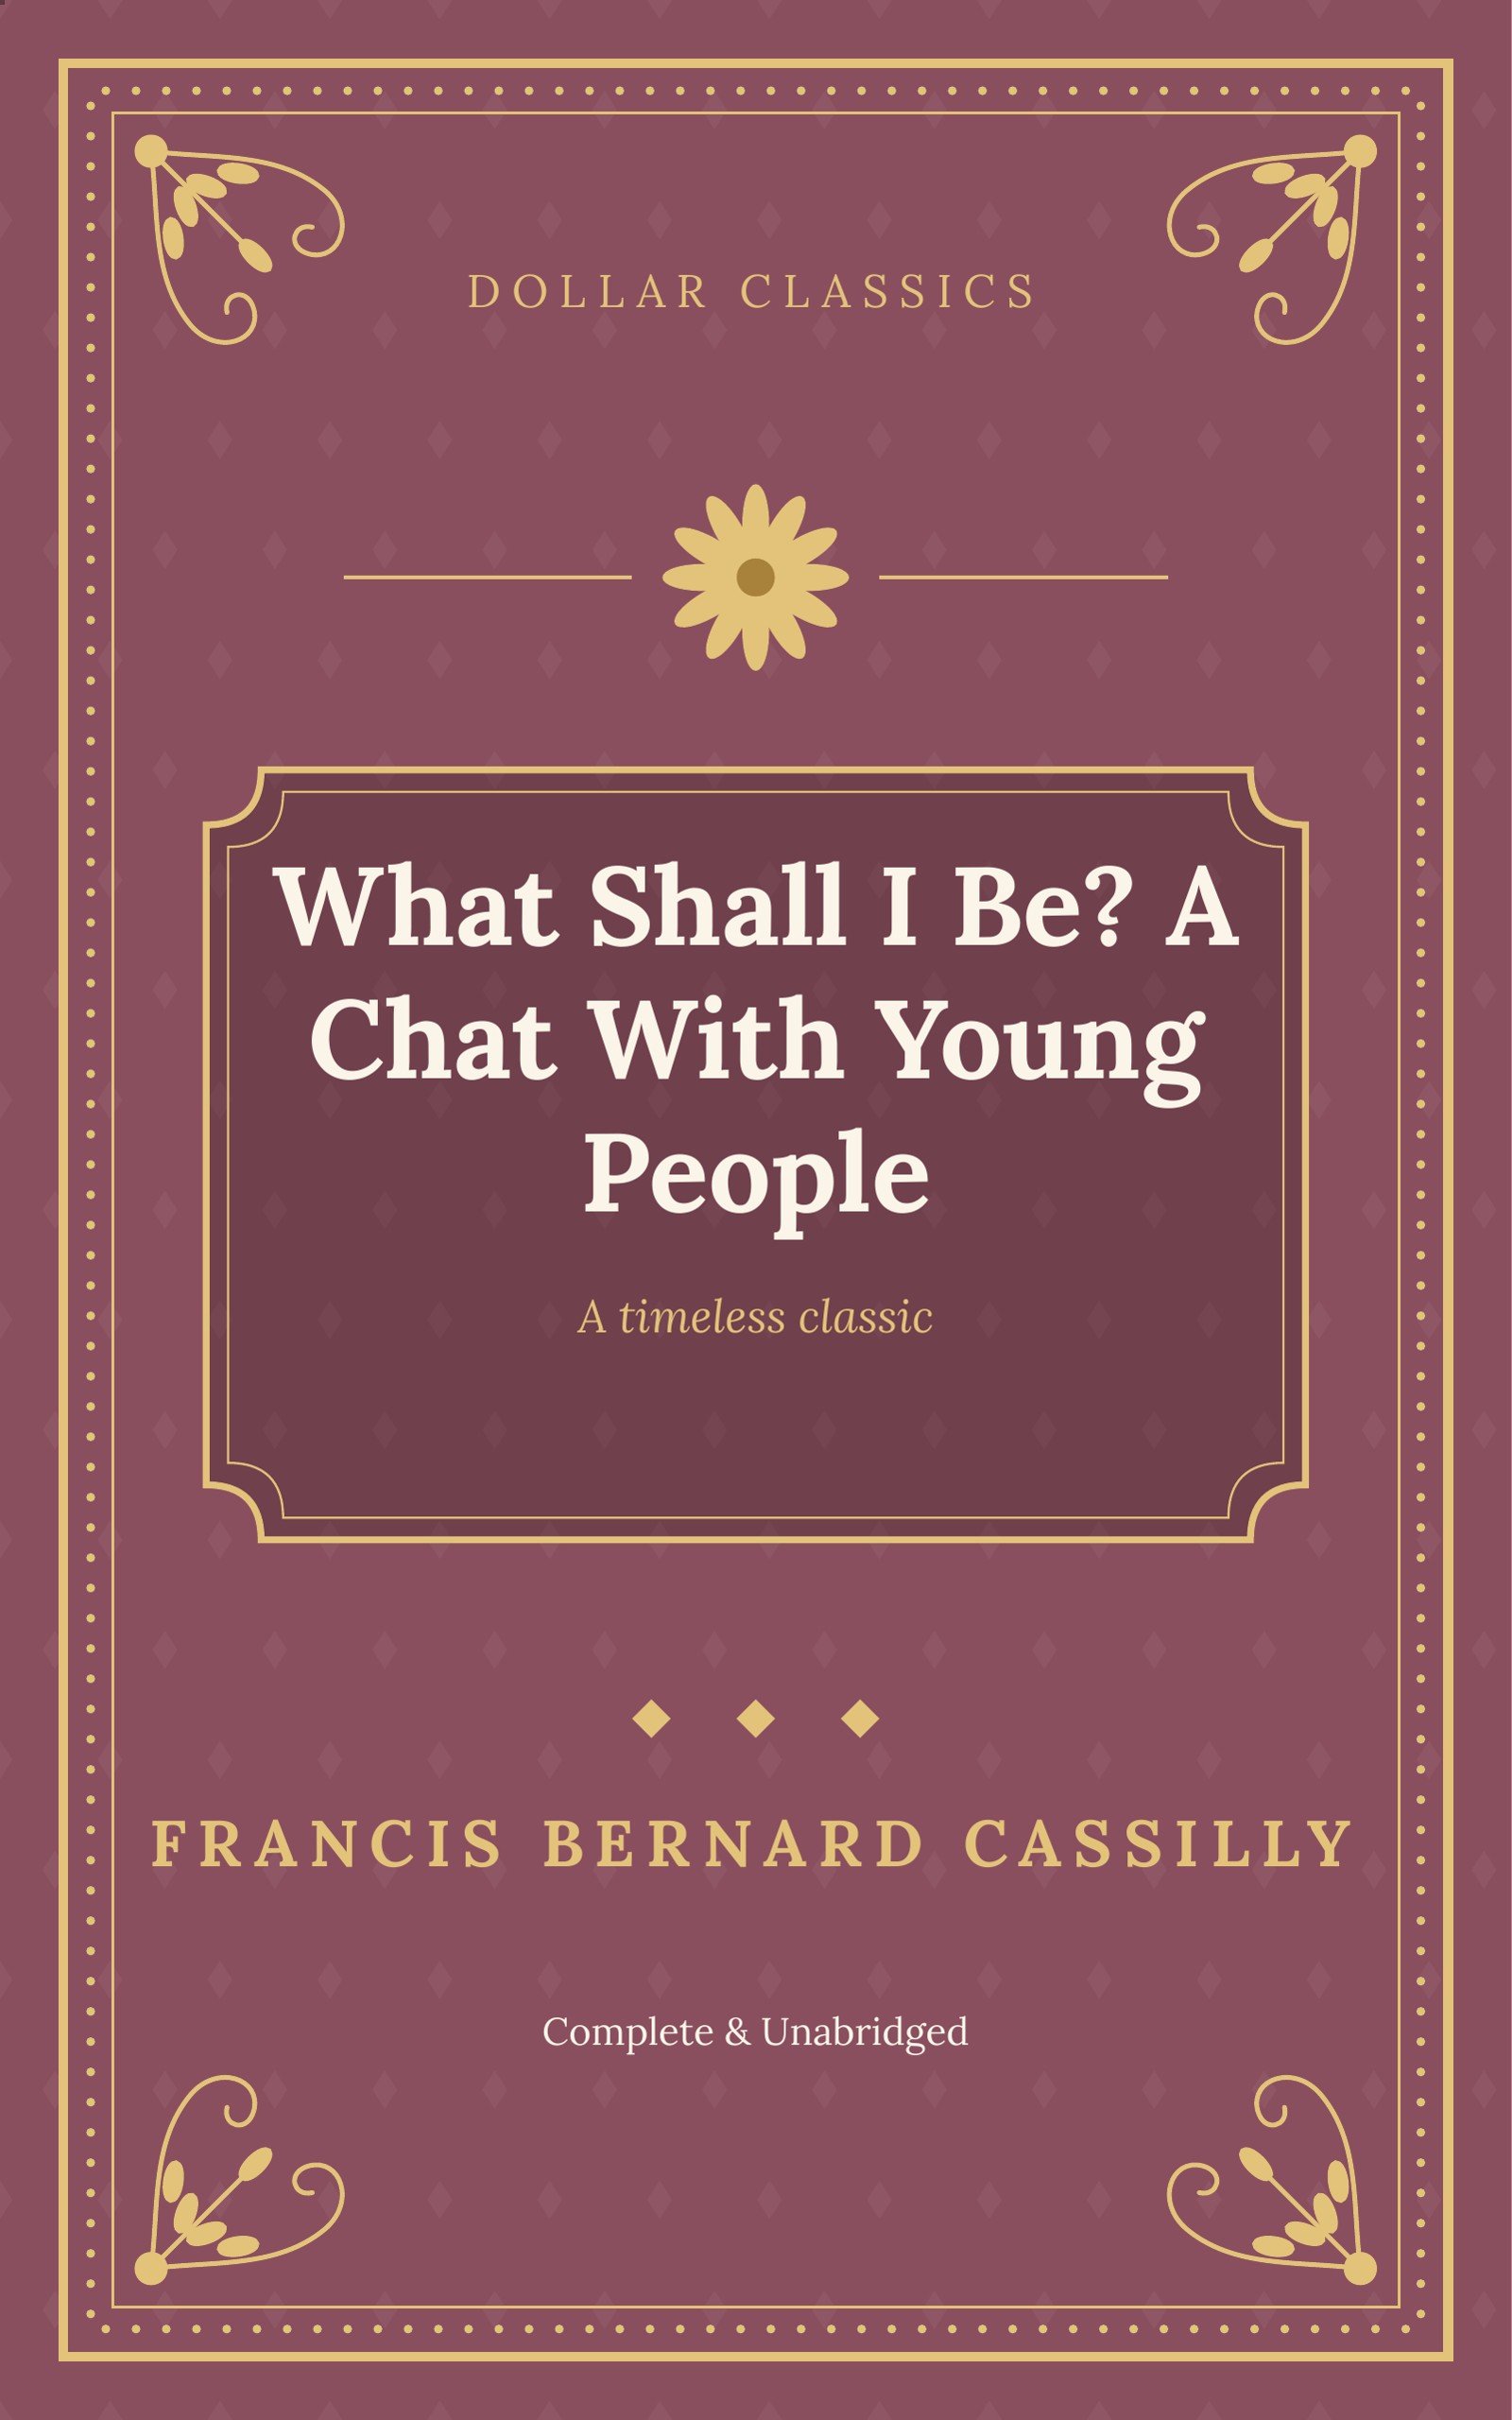 DOLLAR CLASSICS
What Shall I Be? A
Chat With Young
People
A timeless classic
FRANCIS BERNARD CASSILLY
Complete & Unabridged